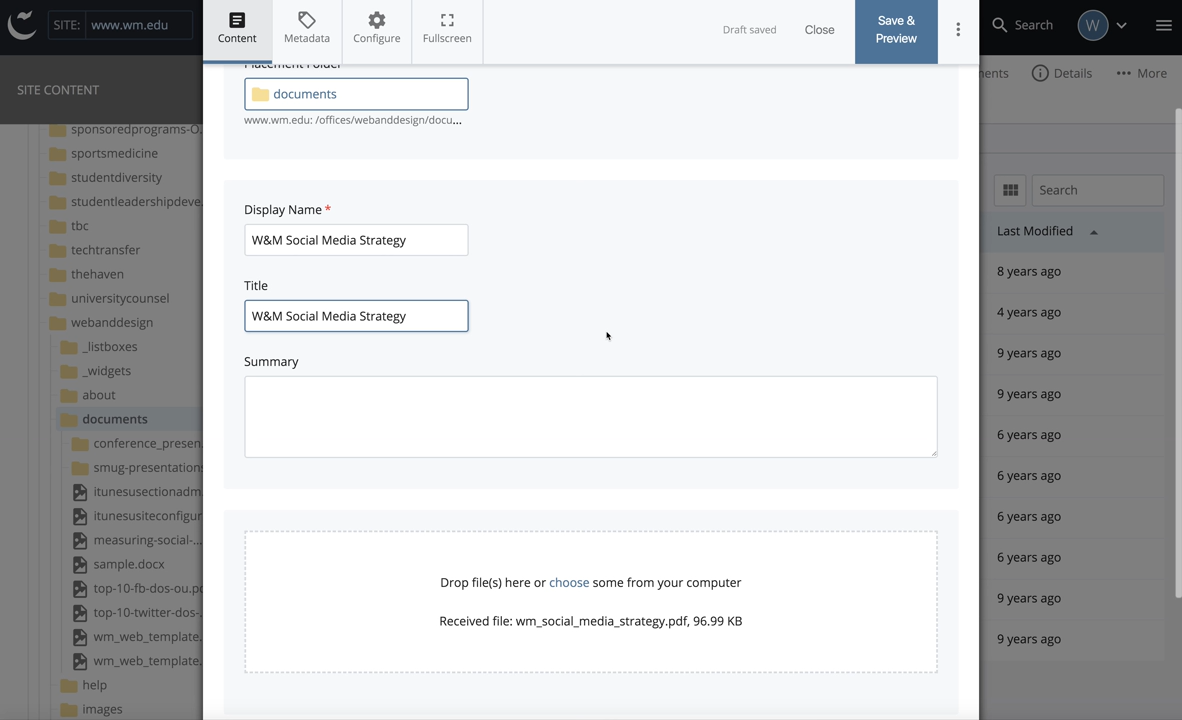 SITE: www.wm.edu
Content
Metadata
Configure
Fullscreen
Draft saved
Close
Save & Preview
Search
W
SITE CONTENT
Details
More
sponsoredprograms-O...
sportsmedicine
studentdiversity
studentleadershipdeve...
tbc
techtransfer
thehaven
universitycounsel
webanddesign
_listboxes
_widgets
about
documents
conference_presen
smug-presentations
itunesusectionadm
itunesusiteconfigur
measuring-social-...
sample.docx
top-10-fb-dos-ou.pd
top-10-twitter-dos-.
wm_web_template.
wm_web_template.
help
images
Placement Folder
documents
www.wm.edu: /offices/webanddesign/docu...
Display Name *
W&M Social Media Strategy
Title
W&M Social Media Strategy
Summary
Drop file(s) here or choose some from your computer
Received file: wm_social_media_strategy.pdf, 96.99 KB
Search
Last Modified
8 years ago
4 years ago
9 years ago
9 years ago
6 years ago
6 years ago
6 years ago
6 years ago
9 years ago
9 years ago